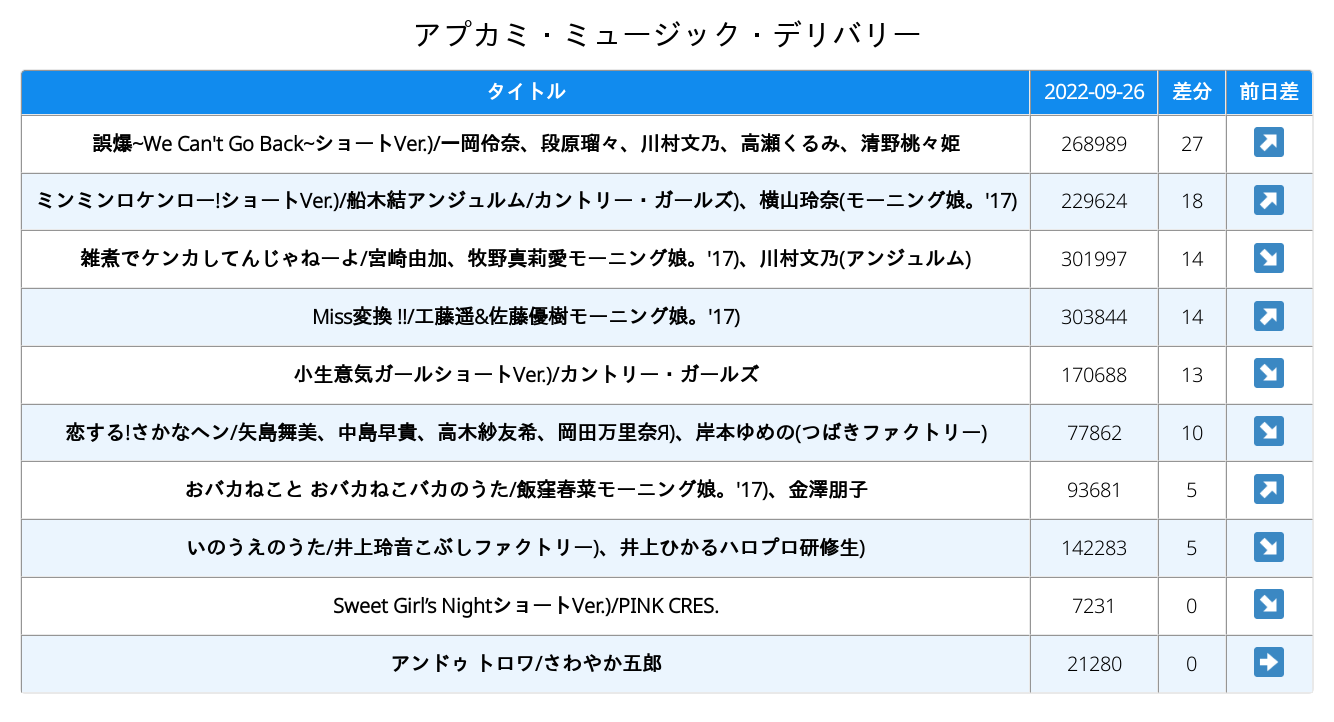 アプカミ・ミュージック・デリバリー
タイトル 2022-09-26 差分 前日差
誤爆~We Can't Go Back~ショートVer.)/一岡伶奈、段原瑠々、川村文乃、高瀬くるみ、清野桃々姫 268989 27 ↗
ミンミンロケンロー!ショートVer.)/船木結アンジュルム/カントリー・ガールズ)、横山玲奈(モーニング娘。'17) 229624 18 ↗
雑煮でケンカしてんじゃねーよ/宮崎由加、牧野真莉愛モーニング娘。'17)、川村文乃(アンジュルム) 301997 14 ↘
Miss変換 !!/工藤遥&佐藤優樹モーニング娘。'17) 303844 14 ↗
小生意気ガールショートVer.)/カントリー・ガールズ 170688 13 ↘
恋する!さかなヘン/矢島舞美、中島早貴、高木紗友希、岡田万里奈Я)、岸本ゆめの(つばきファクトリー) 77862 10 ↘
おバカねこと おバカねこバカのうた/飯窪春菜モーニング娘。'17)、金澤朋子 93681 5 ↗
いのうえのうた/井上玲音こぶしファクトリー)、井上ひかるハロプロ研修生) 142283 5 ↘
Sweet Girl’s NightショートVer.)/PINK CRES. 7231 0 ↘
アンドゥ トロワ/さわやか五郎 21280 0 →